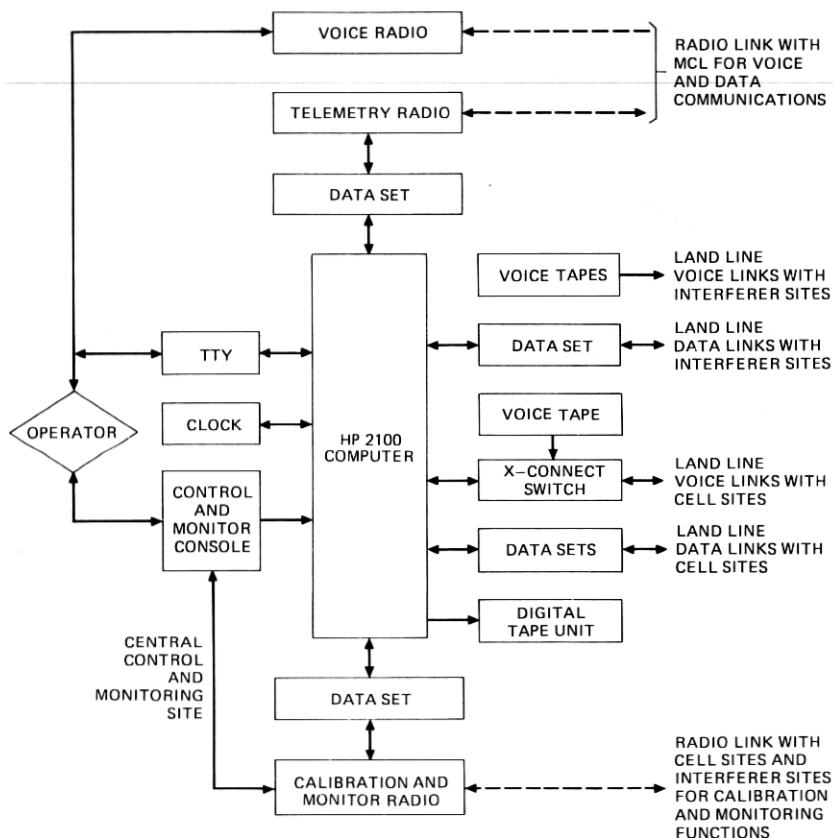 VOICE RADIO
RADIO LINK WITH
MCL FOR VOICE
AND DATA
COMMUNICATIONS
TELEMETRY RADIO
DATA SET
VOICE TAPES
LAND LINE
VOICE LINKS WITH
INTERFERER SITES
TTY
DATA SET
LAND LINE
DATA LINKS WITH
INTERFERER SITES
OPERATOR
CLOCK
HP 2100
COMPUTER
VOICE TAPE
X-CONNECT
SWITCH
LAND LINE
VOICE LINKS WITH
CELL SITES
CONTROL
AND
MONITOR
CONSOLE
DATA SETS
LAND LINE
DATA LINKS WITH
CELL SITES
DIGITAL
TAPE UNIT
CENTRAL
CONTROL
AND
MONITORING
SITE
DATA SET
CALIBRATION AND
MONITOR RADIO
RADIO LINK WITH
CELL SITES AND
INTERFERER SITES
FOR CALIBRATION
AND MONITORING
FUNCTIONS